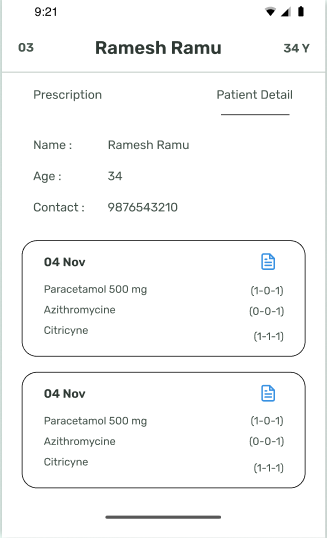 9:21
03 Ramesh Ramu 34 Y
Prescription Patient Detail
Name : Ramesh Ramu
Age : 34
Contact : 9876543210
04 Nov
Paracetamol 500 mg (1-0-1)
Azithromycine (0-0-1)
Citricyne (1-1-1)
04 Nov
Paracetamol 500 mg (1-0-1)
Azithromycine (0-0-1)
Citricyne (1-1-1)